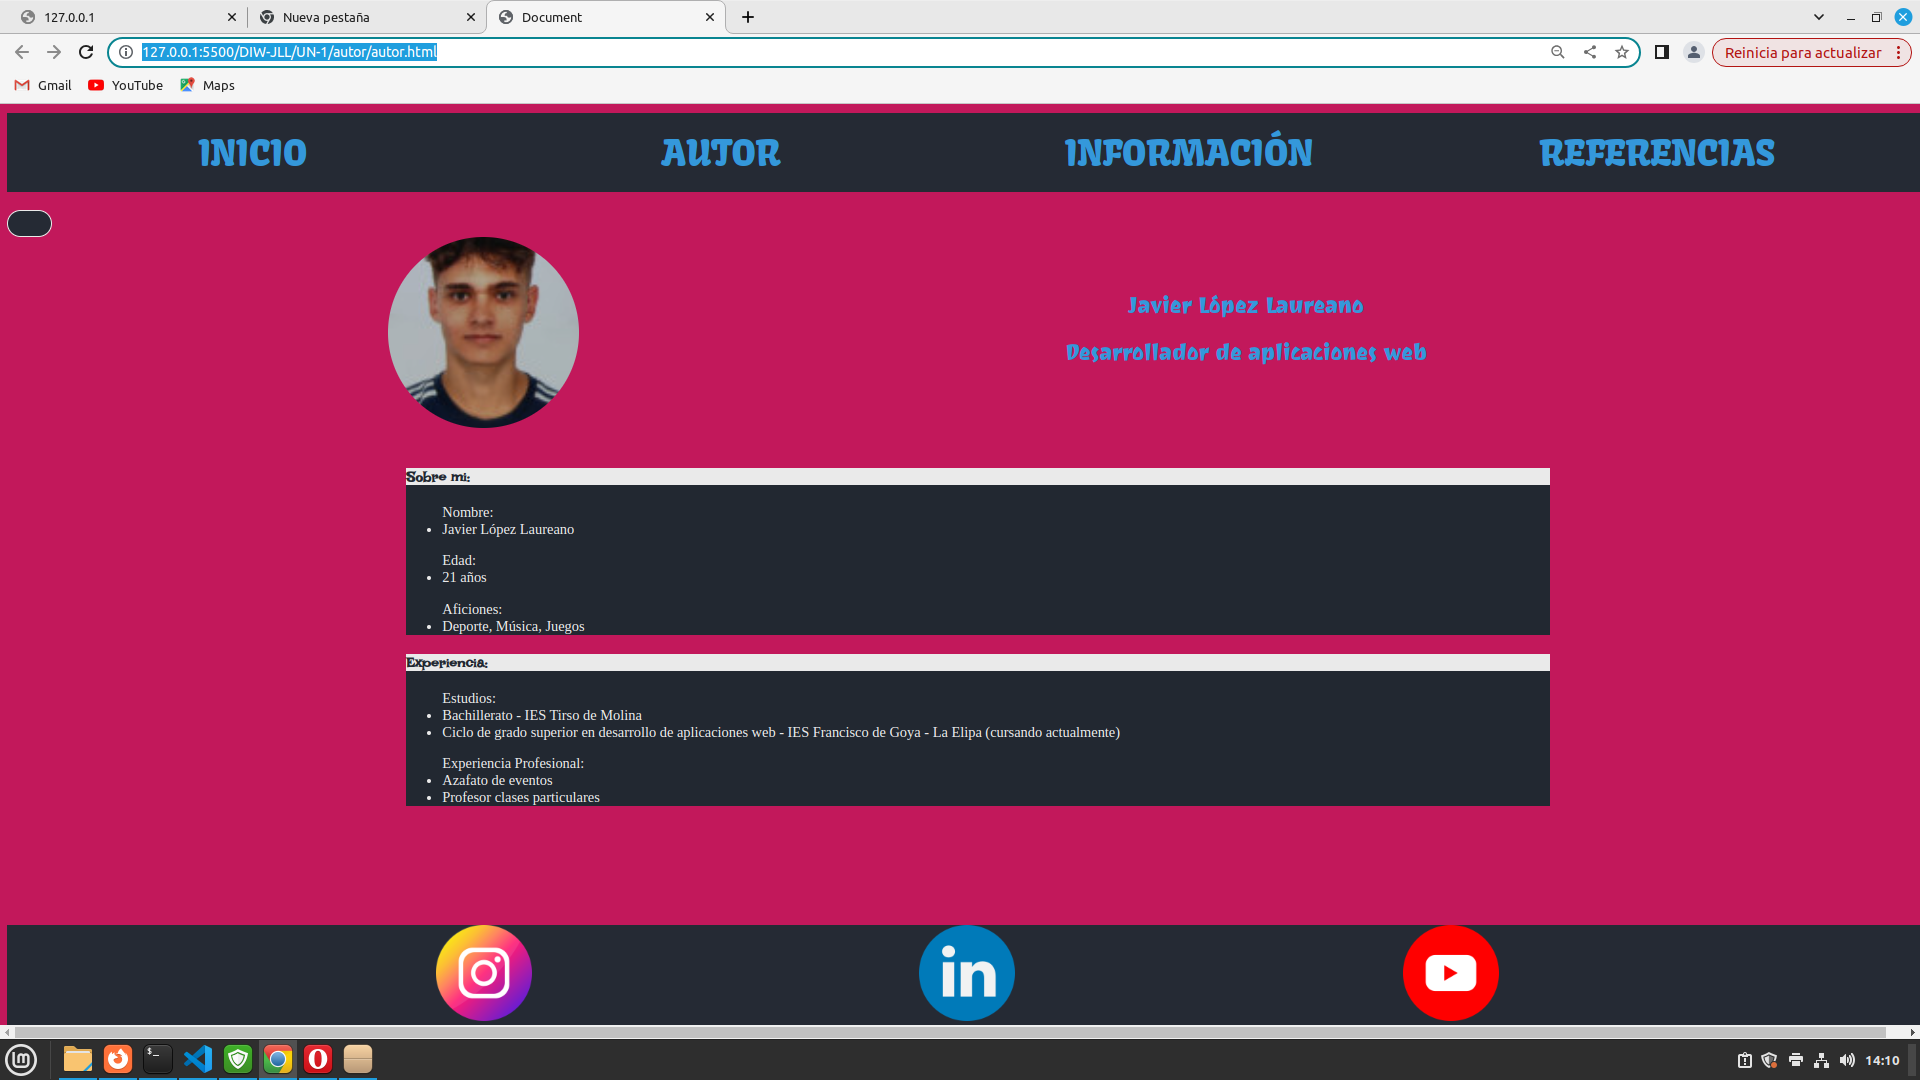 127.0.0.1
Nueva pestaña
Document
127.0.0.1:5500/DIW-JLL/UN-1/autor/autor.html
Reinicia para actualizar
Gmail
YouTube
Maps
INICIO
AUTOR
INFORMACIÓN
REFERENCIAS
Javier López Laureano
Desarrollador de aplicaciones web
Sobre mi:
Nombre:
Javier López Laureano
Edad:
21 años
Aficiones:
Deporte, Música, Juegos
Experiencia:
Estudios:
Bachillerato - IES Tirso de Molina
Ciclo de grado superior en desarrollo de aplicaciones web - IES Francisco de Goya - La Elipa (cursando actualmente)
Experiencia Profesional:
Azafato de eventos
Profesor clases particulares
in
14:10